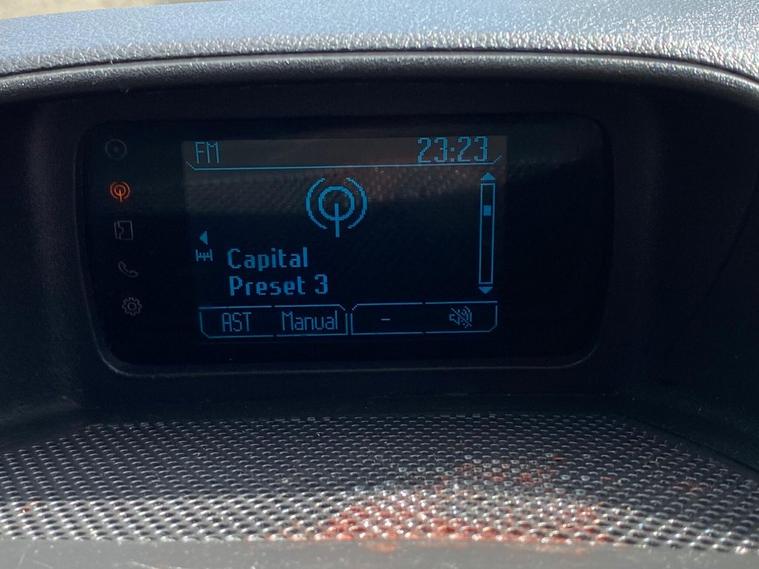 FM 23:23
Capital
Preset 3
AST Manual -